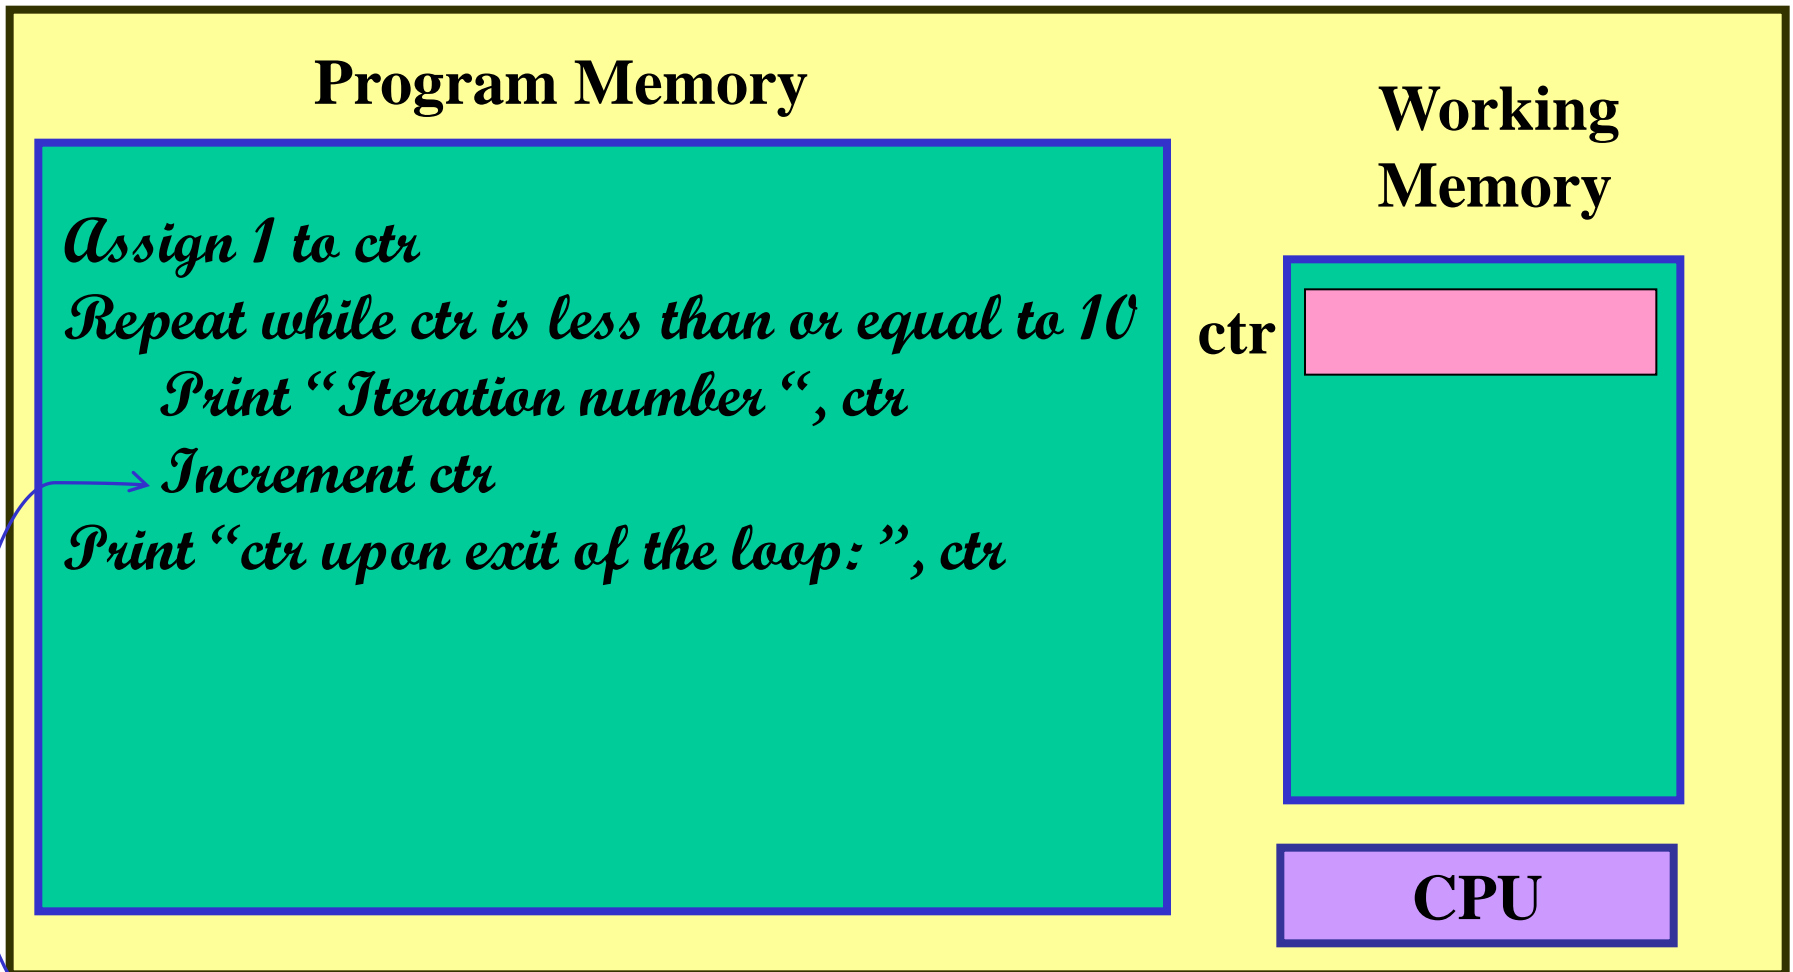 Program Memory
Assign 1 to ctr
Repeat while ctr is less than or equal to 10
Print “Iteration number “, ctr
Increment ctr
Print “ctr upon exit of the loop: ”, ctr
Working
Memory
ctr
CPU